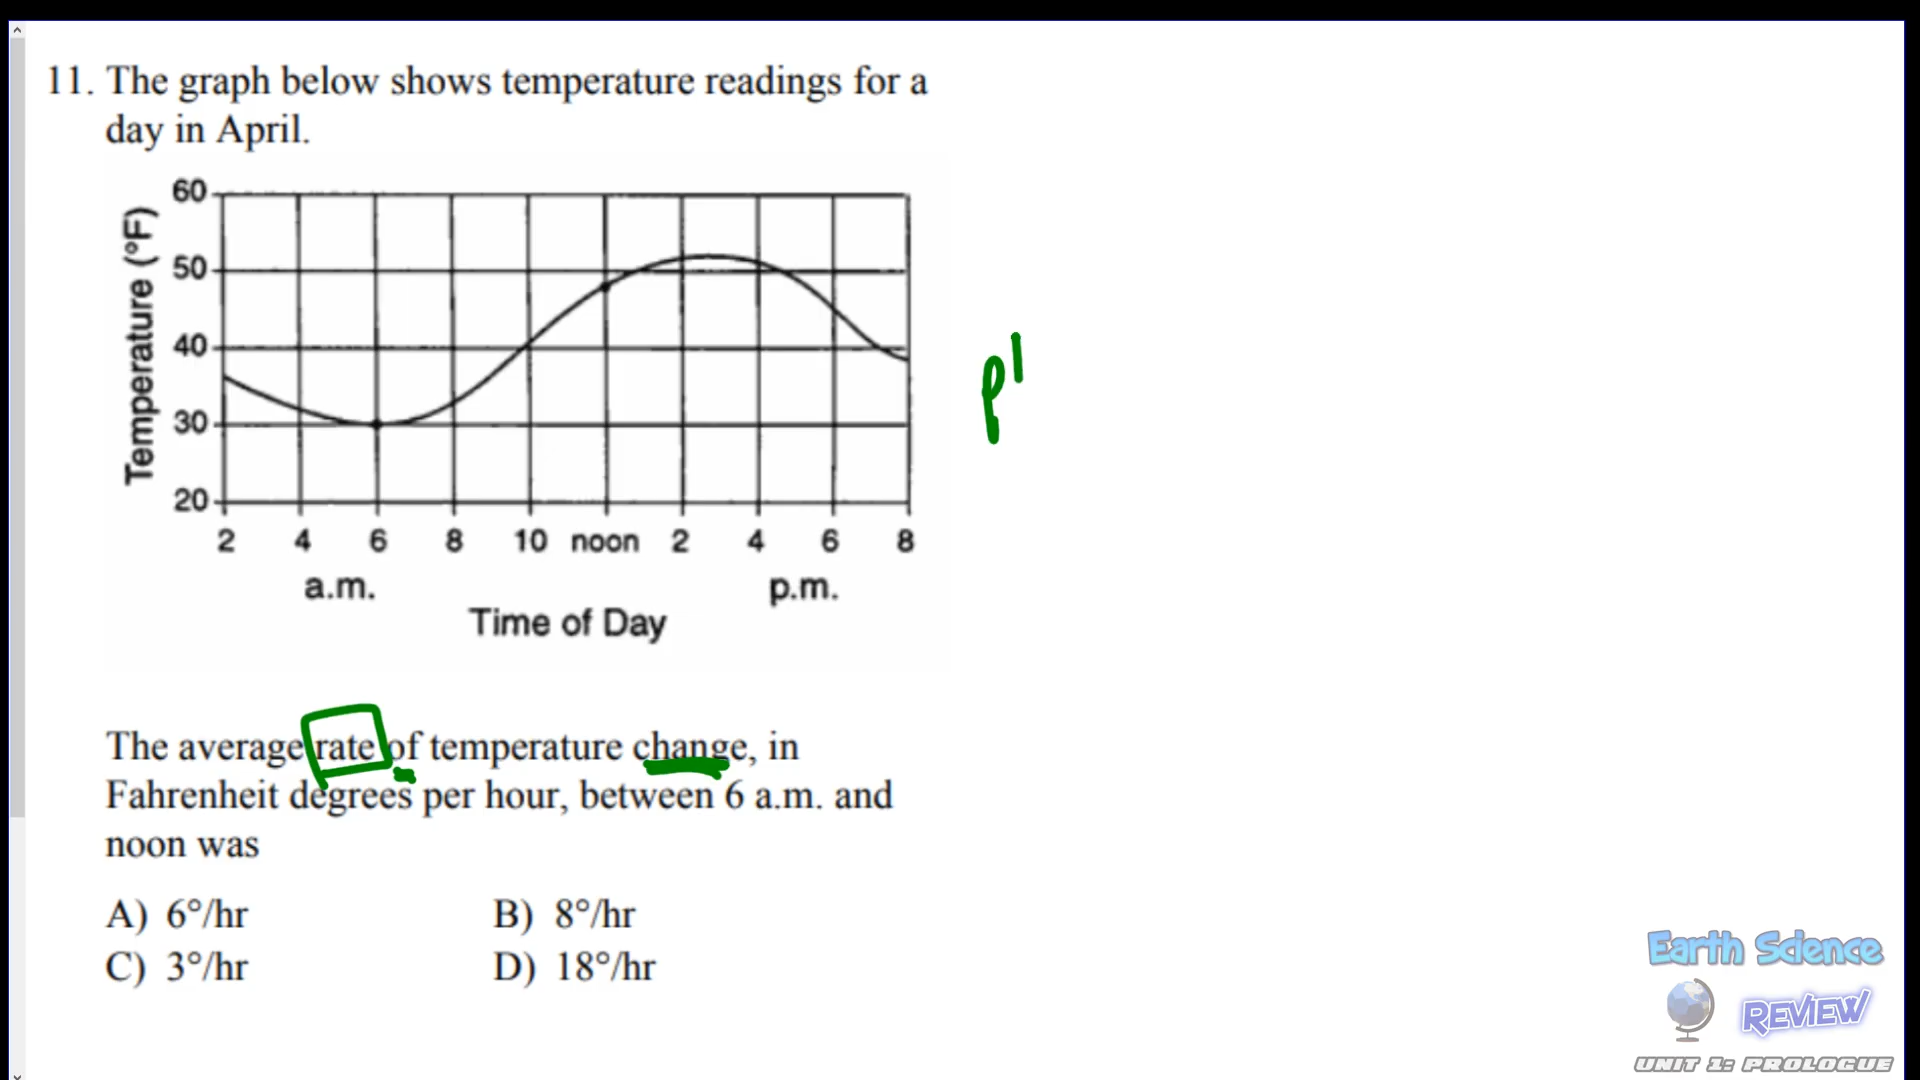 11. The graph below shows temperature readings for a
day in April.
Temperature (°F)
60
50
40
30
20
2 4 6 8 10 noon 2 4 6 8
a.m. p.m.
Time of Day
The average rate of temperature change, in
Fahrenheit degrees per hour, between 6 a.m. and
noon was
A) 6°/hr B) 8°/hr
C) 3°/hr D) 18°/hr
Earth Science
REVIEW
UNIT 1: PROLOGUE